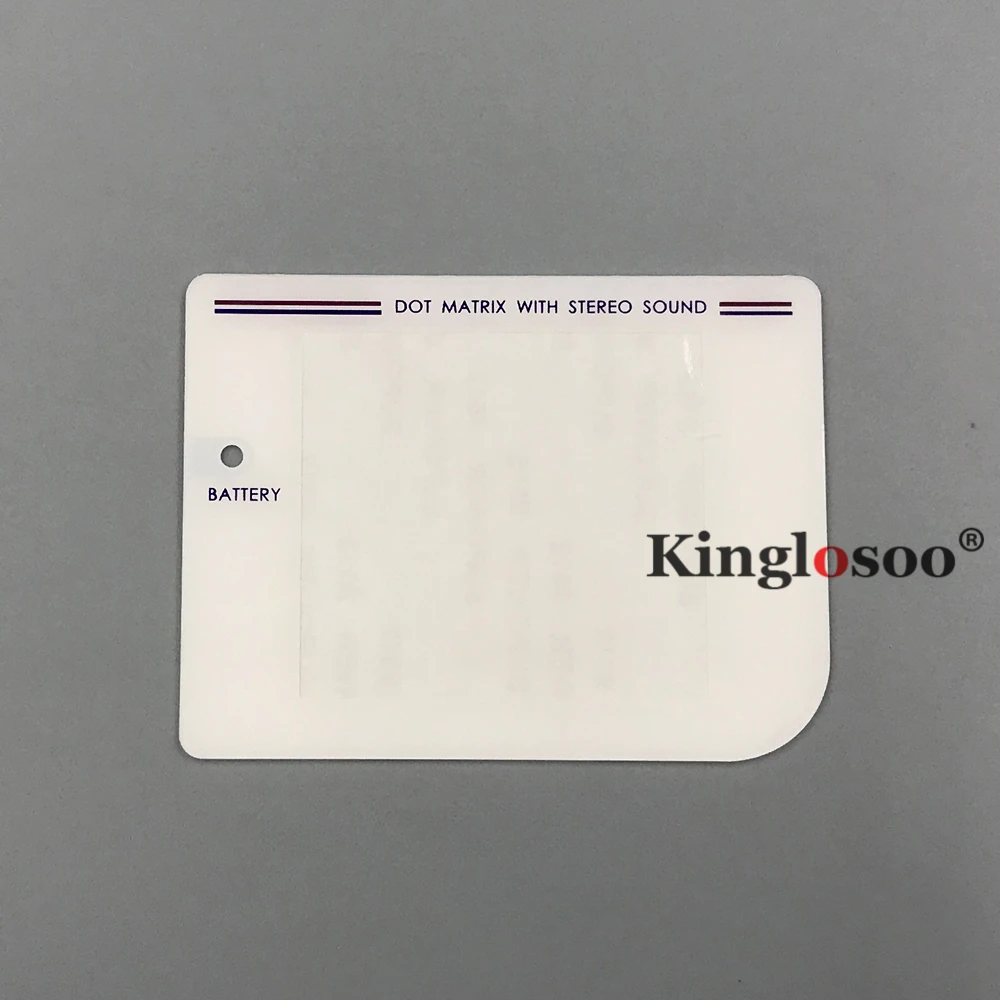 DOT MATRIX WITH STEREO SOUND
BATTERY
Kinglosoo®